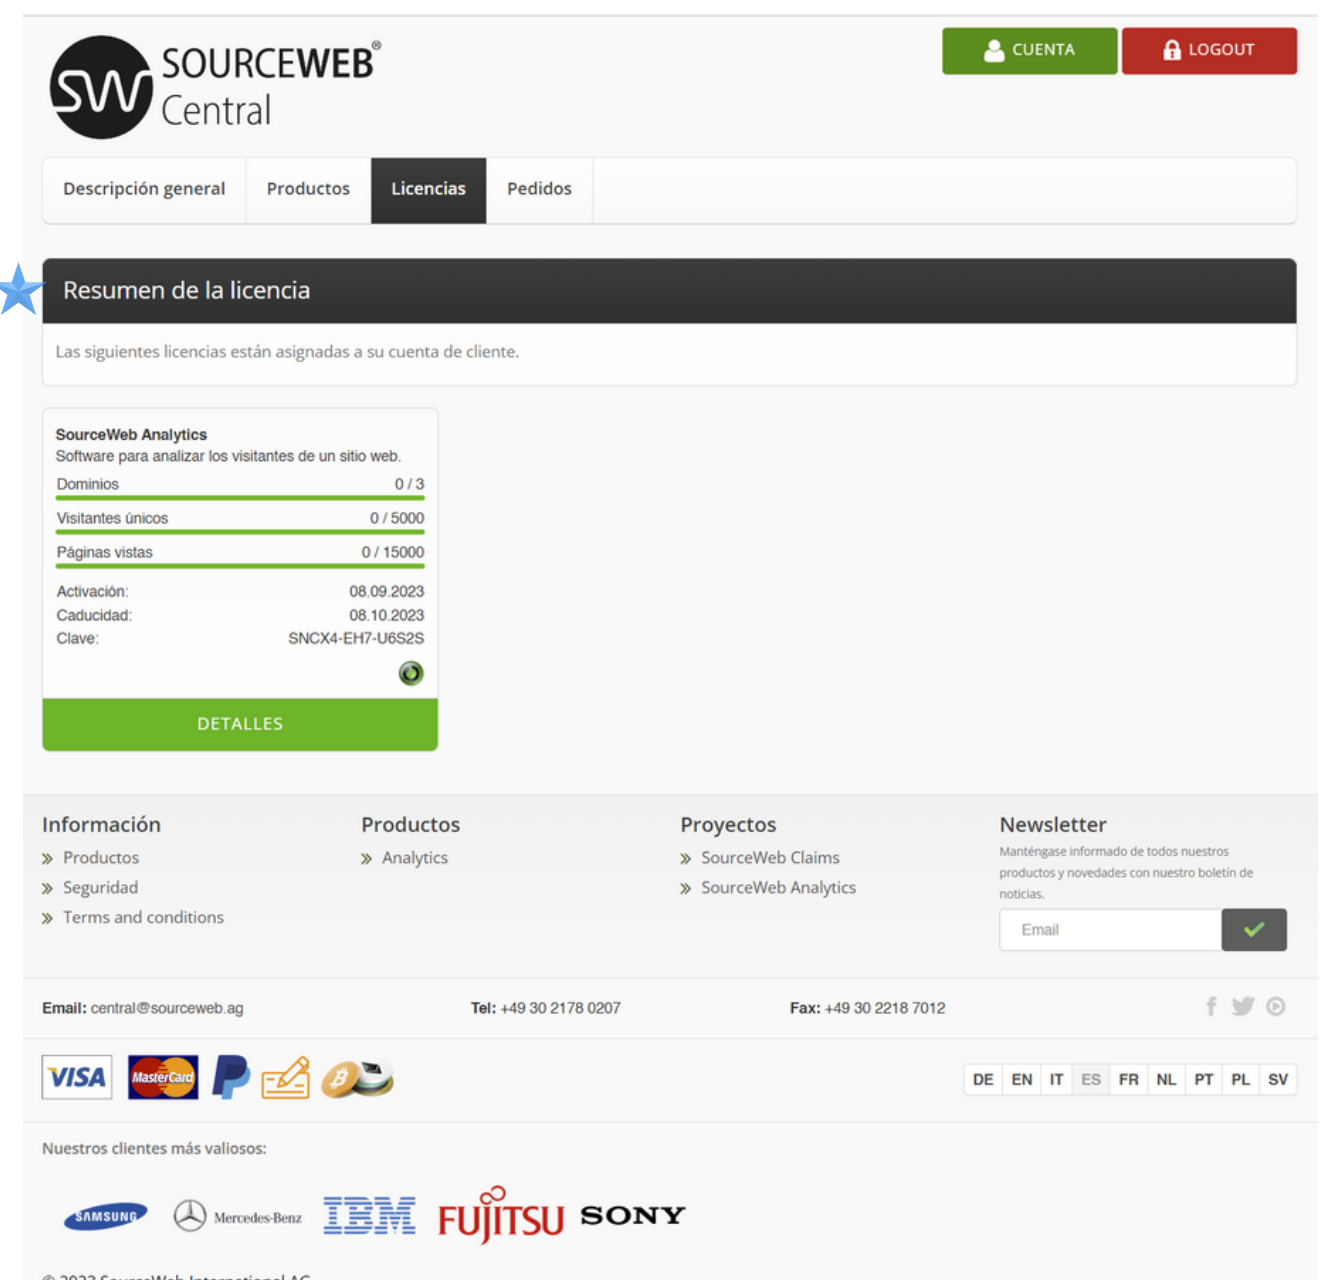 SW SOURCEWEB®
Central
CUENTA
LOGOUT
Descripción general Productos Licencias Pedidos
Resumen de la licencia
Las siguientes licencias están asignadas a su cuenta de cliente.
SourceWeb Analytics
Software para analizar los visitantes de un sitio web.
Dominios 0 / 3
Visitantes únicos 0 / 5000
Páginas vistas 0 / 15000
Activación: 08.09.2023
Caducidad: 08.10.2023
Clave: SNCX4-EH7-U6S2S
DETALLES
Información
Productos
Seguridad
Terms and conditions
Productos
Analytics
Proyectos
SourceWeb Claims
SourceWeb Analytics
Newsletter
Manténgase informado de todos nuestros
productos y novedades con nuestro boletín de
noticias.
Email
Email: central@sourceweb.ag Tel: +49 30 2178 0207 Fax: +49 30 2218 7012
VISA MasterCard
DE EN IT ES FR NL PT PL SV
Nuestros clientes más valiosos:
SAMSUNG Mercedes-Benz IBM FUJITSU SONY
© 2023 SourceWeb International AG